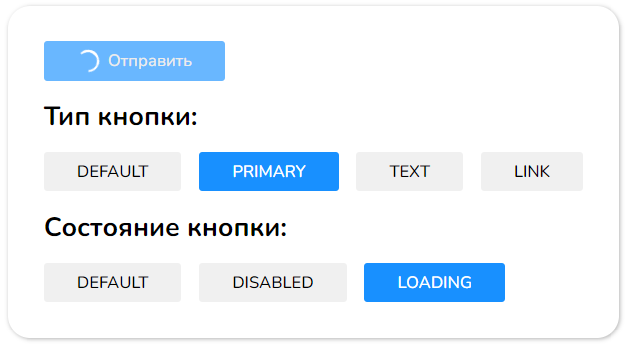 Отправить
Тип кнопки:
DEFAULT PRIMARY TEXT LINK
Состояние кнопки:
DEFAULT DISABLED LOADING